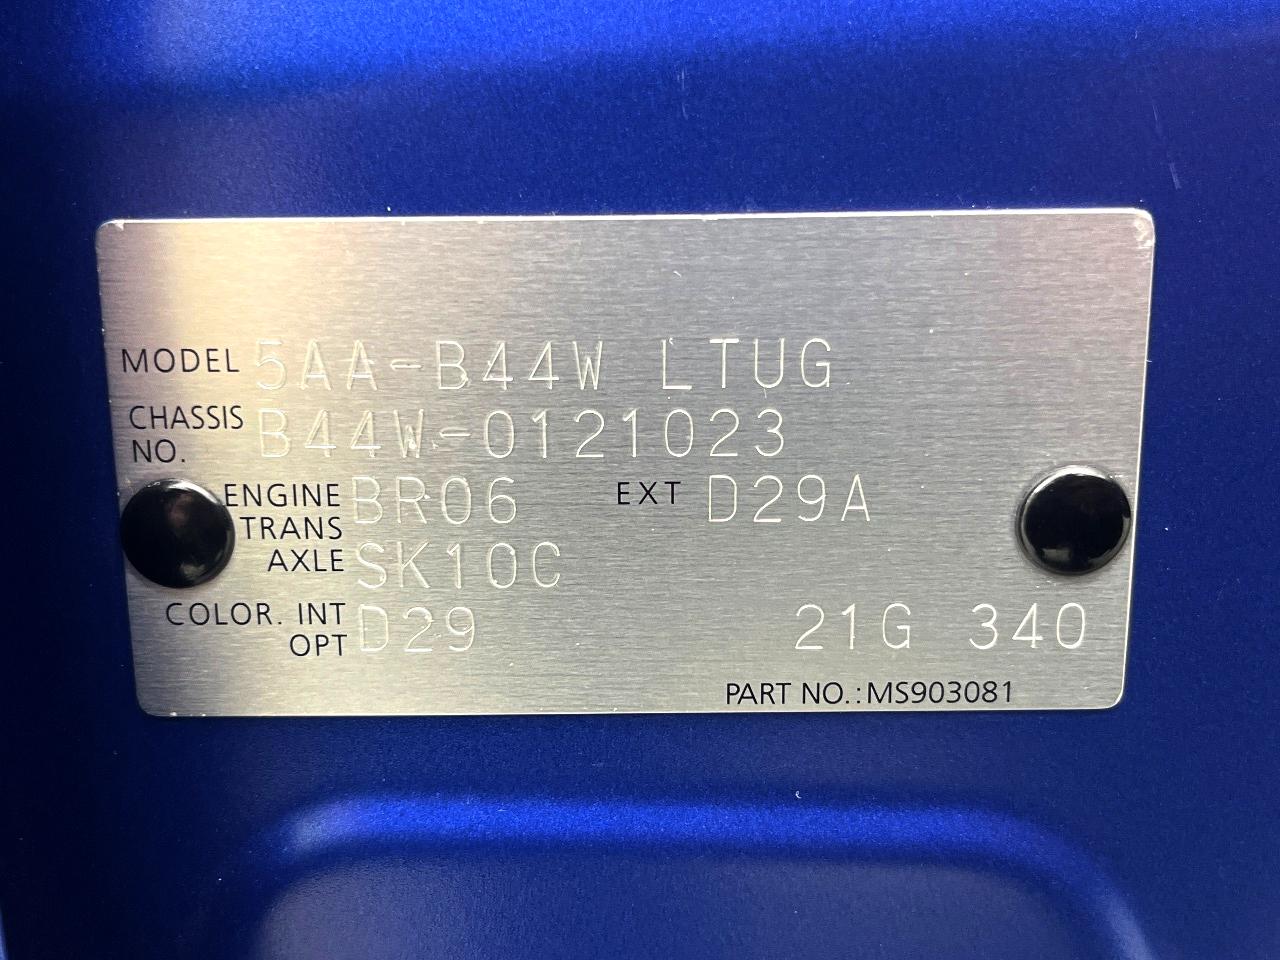 MODEL 5AA-B44W LTUG
CHASSIS NO. B44W-0121023
ENGINE BR06 EXT D29A
TRANS
AXLE SK10C
COLOR. INT D29 21G 340
OPT
PART NO.:MS903081